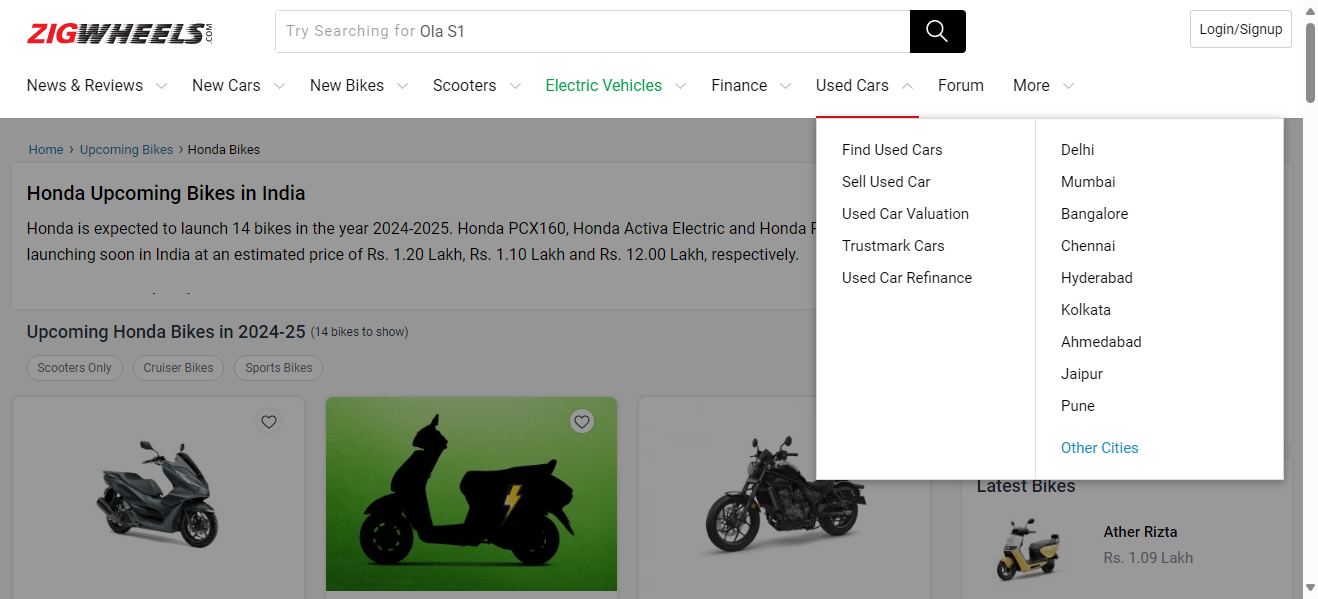 ZIGWHEELS.COM
Try Searching for Ola S1
Login/Signup
News & Reviews
New Cars
New Bikes
Scooters
Electric Vehicles
Finance
Used Cars
Forum
More
Home › Upcoming Bikes › Honda Bikes
Honda Upcoming Bikes in India
Honda is expected to launch 14 bikes in the year 2024-2025. Honda PCX160, Honda Activa Electric and Honda
launching soon in India at an estimated price of Rs. 1.20 Lakh, Rs. 1.10 Lakh and Rs. 12.00 Lakh, respectively.
Upcoming Honda Bikes in 2024-25 (14 bikes to show)
Scooters Only
Cruiser Bikes
Sports Bikes
Find Used Cars
Sell Used Car
Used Car Valuation
Trustmark Cars
Used Car Refinance
Delhi
Mumbai
Bangalore
Chennai
Hyderabad
Kolkata
Ahmedabad
Jaipur
Pune
Other Cities
Latest Bikes
Ather Rizta
Rs. 1.09 Lakh